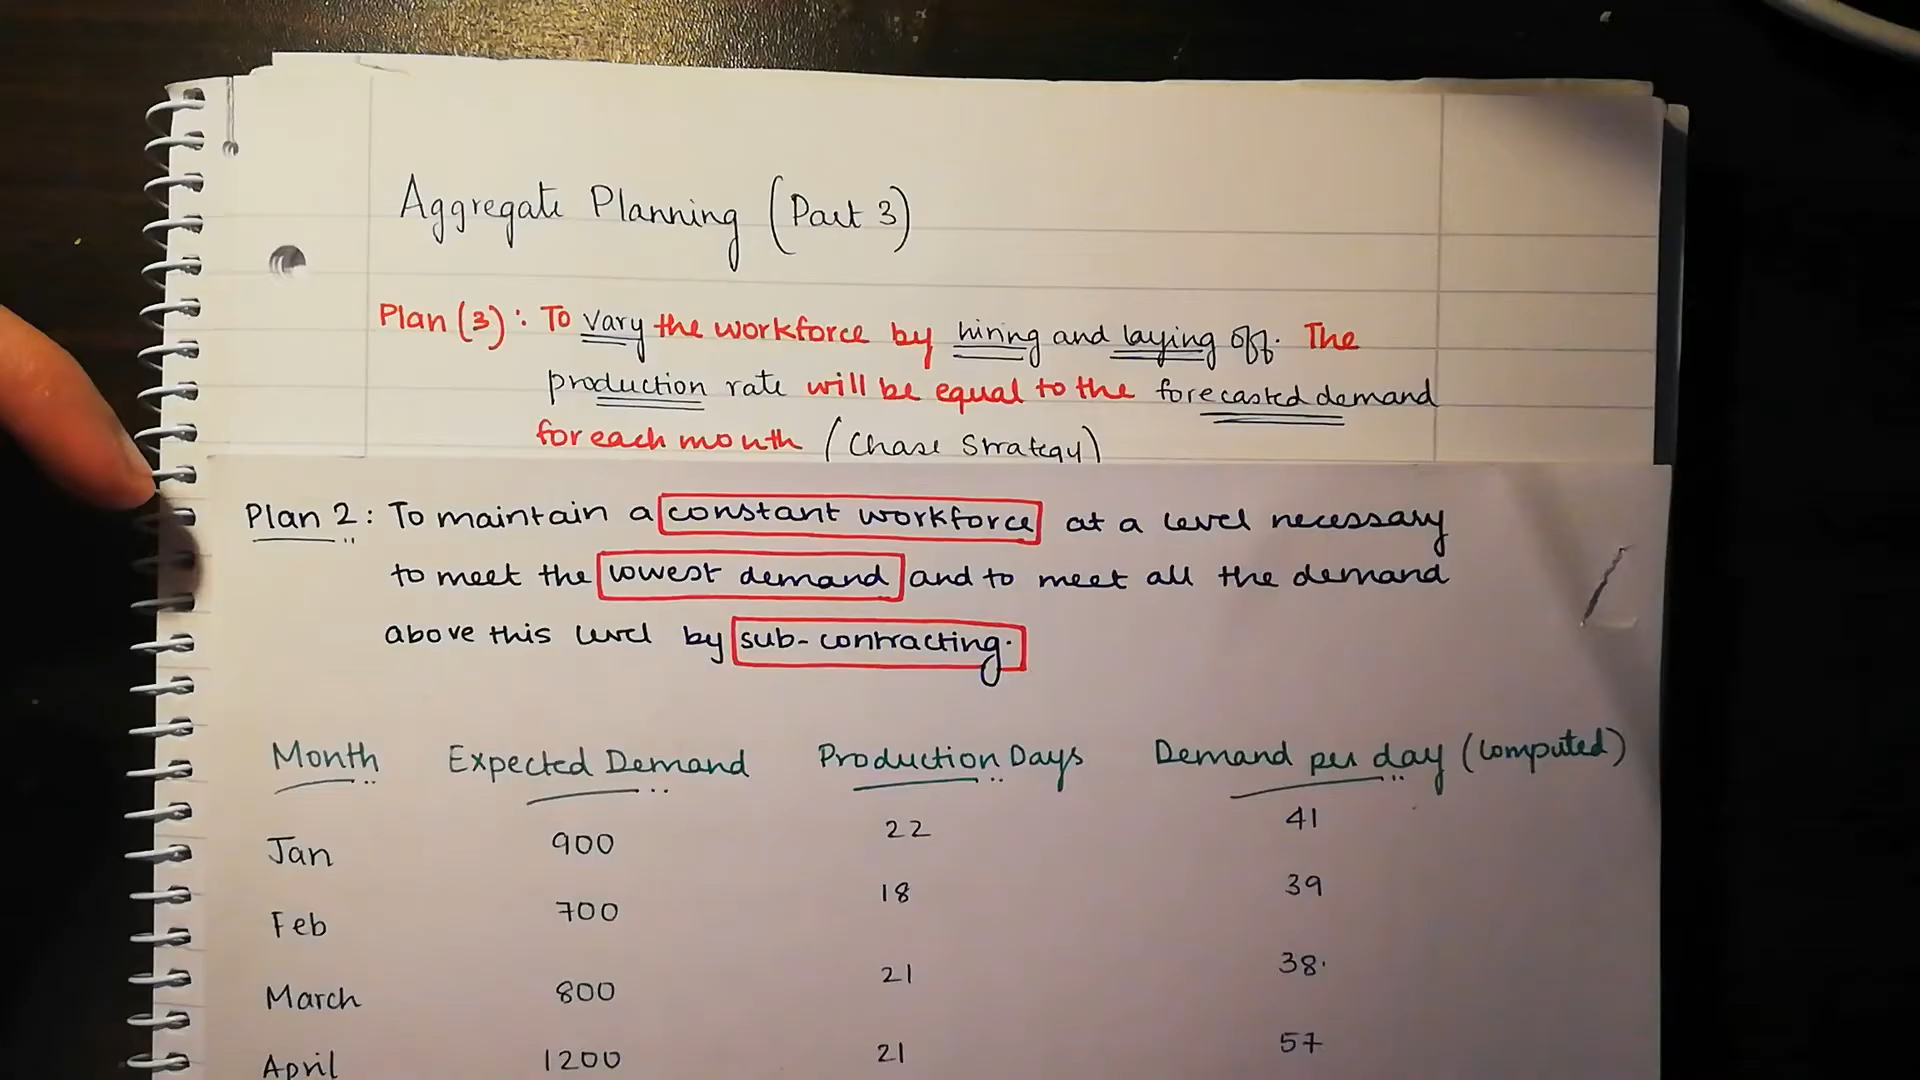 Aggregate Planning (Part 3)
Plan (3): To vary the workforce by hiring and laying off. The
production rate will be equal to the forecasted demand
for each month (Chase Strategy)
Plan 2: To maintain a constant workforce at a level necessary
to meet the lowest demand and to meet all the demand
above this level by sub-contracting.
Month Expected Demand Production Days Demand per day (computed)
Jan 900 22 41
Feb 700 18 39
March 800 21 38.
April 1200 21 57